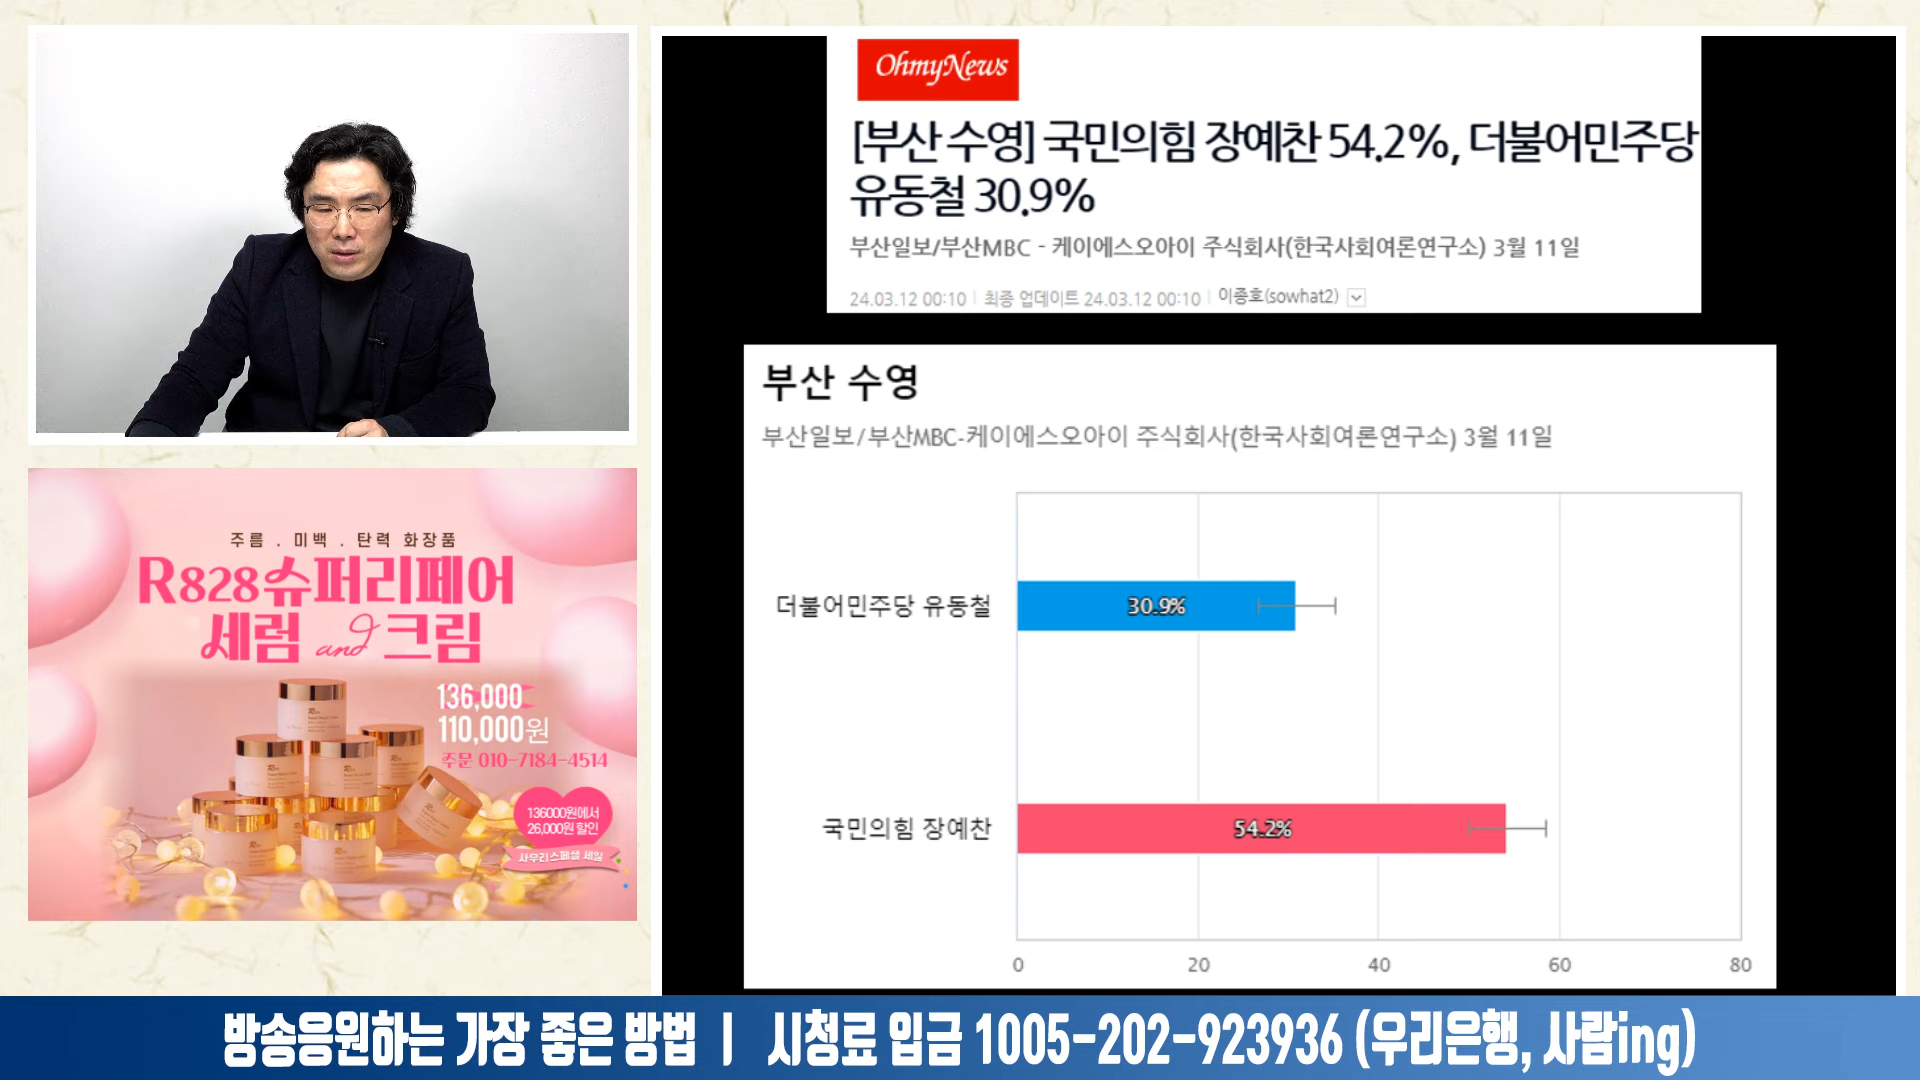 OhmyNews
[부산 수영] 국민의힘 장예찬 54.2%, 더불어민주당
유동철 30.9%
부산일보/부산MBC - 케이에스오아이 주식회사(한국사회여론연구소) 3월 11일
24.03.12 00:10 | 최종 업데이트 24.03.12 00:10 | 이종호(sowhat2)
부산 수영
부산일보/부산MBC-케이에스오아이 주식회사(한국사회여론연구소) 3월 11일
더불어민주당 유동철
30.9%
국민의힘 장예찬
54.2%
0 20 40 60 80
주름 . 미백 . 탄력 화장품
R828슈퍼리페어
세럼 and 크림
136,000
110,000원
주문 010-7184-4514
136000원에서
26,000원 할인
사우리스페셜 세일
방송응원하는 가장 좋은 방법 | 시청료 입금 1005-202-923936 (우리은행, 사람ing)